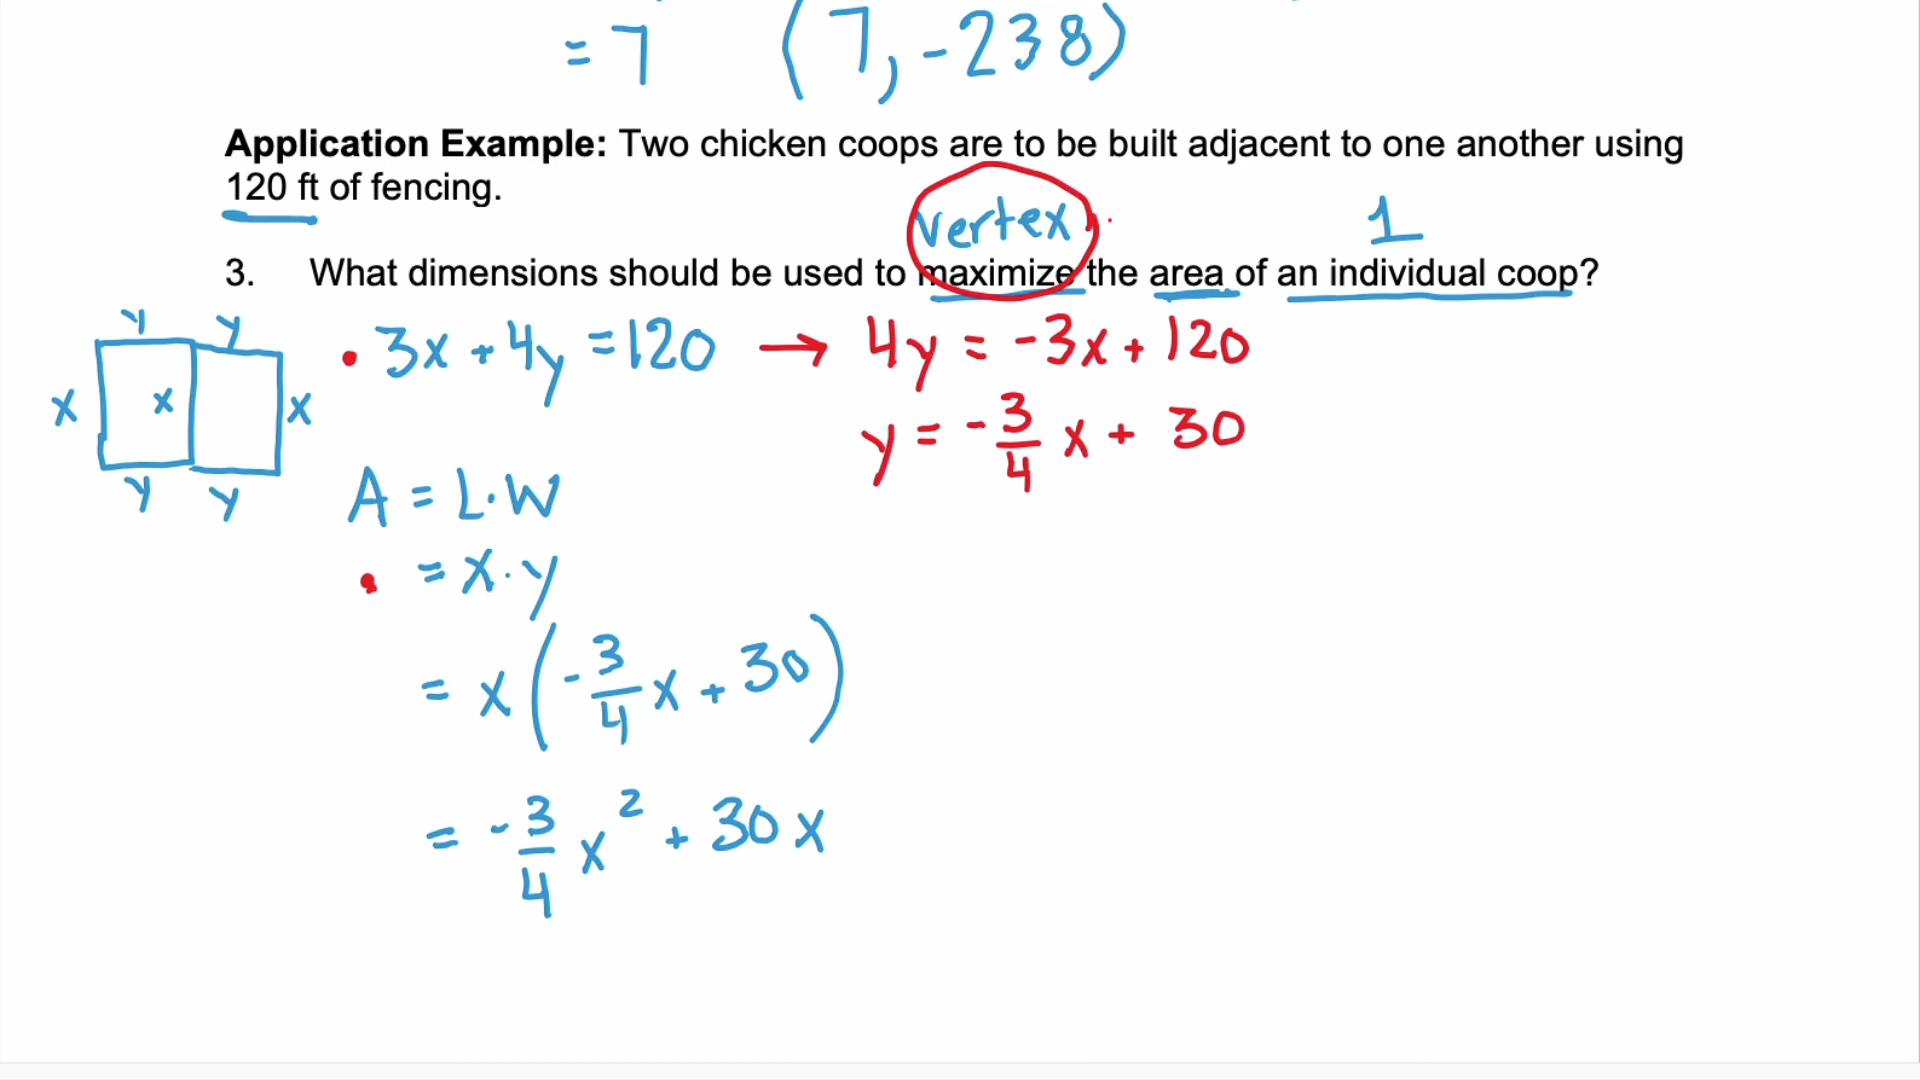 = 7 (7, -238)
Application Example: Two chicken coops are to be built adjacent to one another using
120 ft of fencing.
vertex 1
3. What dimensions should be used to maximize the area of an individual coop?
y y
3x + 4y = 120 → 4y = -3x + 120
x x x
y = -3/4 x + 30
y y
A = L·W
= x·y
= x(-3/4 x + 30)
= -3/4 x² + 30x